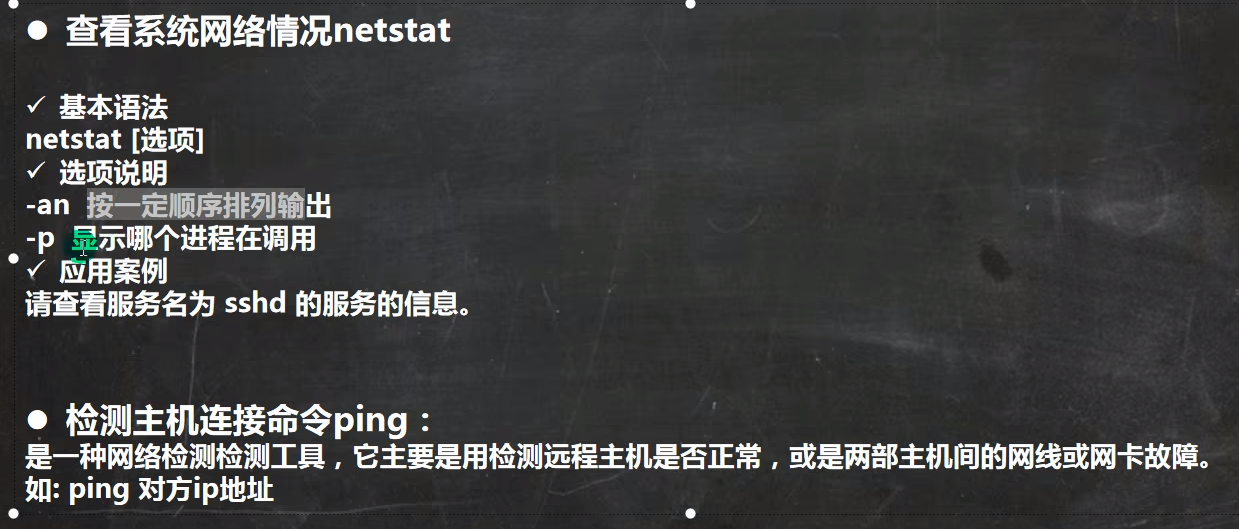 ● 查看系统网络情况netstat
✓ 基本语法
netstat [选项]
✓ 选项说明
-an 按一定顺序排列输出
-p 显示哪个进程在调用
✓ 应用案例
请查看服务名为 sshd 的服务的信息。
● 检测主机连接命令ping：
是一种网络检测检测工具，它主要是用检测远程主机是否正常，或是两部主机间的网线或网卡故障。
如: ping 对方ip地址